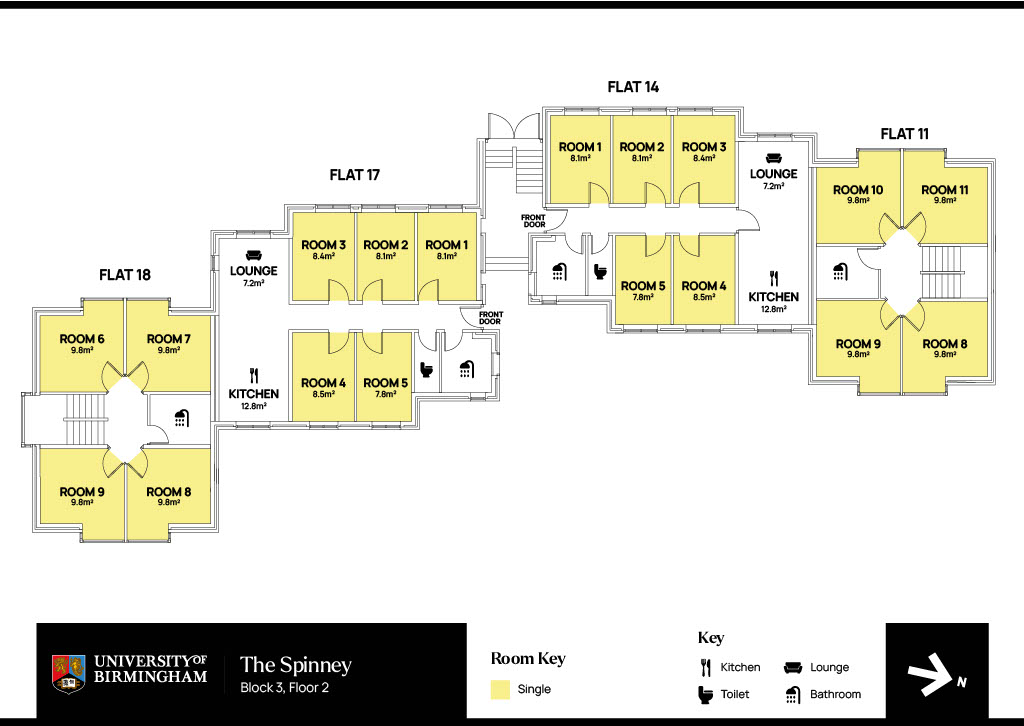 FLAT 14
FLAT 11
FLAT 17
FLAT 18
ROOM 1
8.1m²
ROOM 2
8.1m²
ROOM 3
8.4m²
LOUNGE
7.2m²
ROOM 10
9.8m²
ROOM 11
9.8m²
FRONT
DOOR
ROOM 5
7.8m²
ROOM 4
8.5m²
KITCHEN
12.8m²
ROOM 9
9.8m²
ROOM 8
9.8m²
LOUNGE
7.2m²
ROOM 3
8.4m²
ROOM 2
8.1m²
ROOM 1
8.1m²
FRONT
DOOR
KITCHEN
12.8m²
ROOM 4
8.5m²
ROOM 5
7.8m²
ROOM 6
9.8m²
ROOM 7
9.8m²
ROOM 9
9.8m²
ROOM 8
9.8m²
UNIVERSITY OF
BIRMINGHAM
The Spinney
Block 3, Floor 2
Room Key
Single
Key
Kitchen
Lounge
Toilet
Bathroom
N